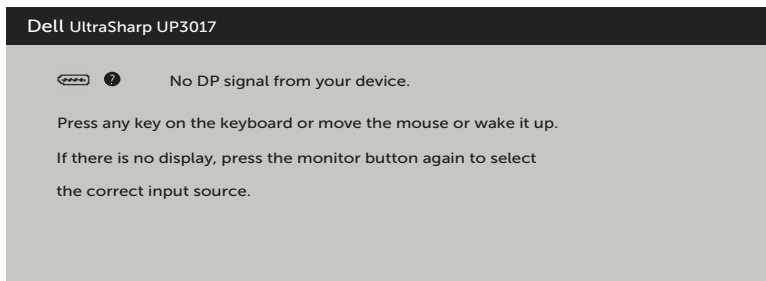 Dell UltraSharp UP3017
? No DP signal from your device.
Press any key on the keyboard or move the mouse or wake it up.
If there is no display, press the monitor button again to select
the correct input source.